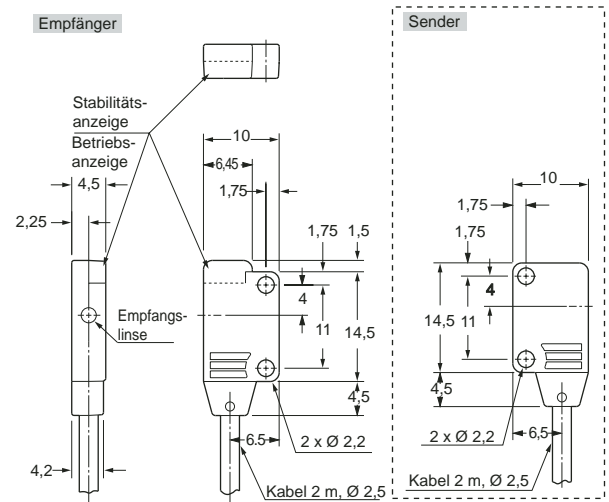 Empfänger
Sender
Stabilitäts-
anzeige
Betriebs-
anzeige
10
6,45
1,75
4,5
2,25
1,75
1,5
4
11
14,5
Empfangs-
linse
4,5
6.5
2 x Ø 2,2
4,2
Kabel 2 m, Ø 2,5
10
1,75
1,75
4
14,5
11
4,5
2 x Ø 2,2
6,5
Kabel 2 m, Ø 2,5